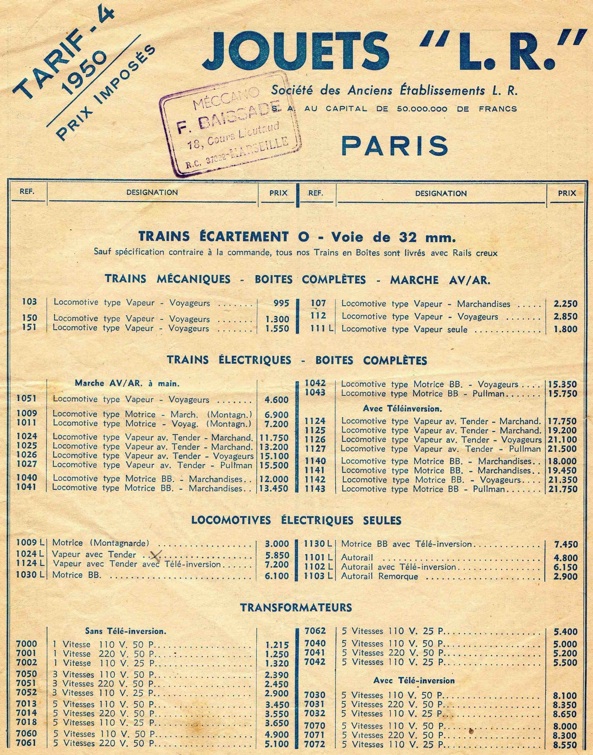 TARIF - 4
1950
PRIX IMPOSÉS
JOUETS "L. R."
Société des Anciens Établissements L. R.
S. A. AU CAPITAL DE 50.000.000 DE FRANCS
PARIS
MÉCCANO
F. BAISSADE
18, Cours Lieutaud
MARSEILLE
REF. DESIGNATION PRIX REF. DESIGNATION PRIX
TRAINS ÉCARTEMENT O - Voie de 32 mm.
Sauf spécification contraire à la commande, tous nos Trains en Boîtes sont livrés avec Rails creux
TRAINS MÉCANIQUES - BOITES COMPLÈTES - MARCHE AV/AR.
103 Locomotive type Vapeur - Voyageurs ....... 995
150 Locomotive type Vapeur - Voyageurs ....... 1.300
151 Locomotive type Vapeur - Voyageurs ....... 1.550
107 Locomotive type Vapeur - Marchandises .... 2.250
112 Locomotive type Vapeur - Voyageurs ....... 2.850
111 L Locomotive type Vapeur seule ............ 1.800
TRAINS ÉLECTRIQUES - BOITES COMPLÈTES
Marche AV/AR. à main.
1051 Locomotive type Vapeur - Voyageurs ....... 4.600
1009 Locomotive type Motrice - March. (Montagn.) 6.900
1011 Locomotive type Motrice - Voyag. (Montagn.) 7.200
1024 Locomotive type Vapeur av. Tender - Marchand. 11.750
1025 Locomotive type Vapeur av. Tender - Marchand. 13.200
1026 Locomotive type Vapeur av. Tender - Voyageurs 15.100
1027 Locomotive type Vapeur av. Tender - Pullman 15.500
1040 Locomotive type Motrice BB. - Marchandises.. 12.000
1041 Locomotive type Motrice BB. - Marchandises.. 13.450
1042 Locomotive type Motrice BB. - Voyageurs .... 15.350
1043 Locomotive type Motrice BB - Pullman...... 15.750
Avec Téléinversion.
1124 Locomotive type Vapeur av. Tender - Marchand. 17.750
1125 Locomotive type Vapeur av. Tender - Marchand. 19.200
1126 Locomotive type Vapeur av. Tender - Voyageurs 21.100
1127 Locomotive type Vapeur av. Tender - Pullman 21.500
1140 Locomotive type Motrice BB. - Marchandises.. 18.000
1141 Locomotive type Motrice BB. - Marchandises.. 19.450
1142 Locomotive type Motrice BB. - Voyageurs.... 21.350
1143 Locomotive type Motrice BB - Pullman...... 21.750
LOCOMOTIVES ÉLECTRIQUES SEULES
1009 L Motrice (Montagnarde) ................ 3.000
1024 L Vapeur avec Tender ................ 5.850
1124 L Vapeur avec Tender avec Télé-inversion..... 7.200
1030 L Motrice BB. ................ 6.100
1130 L Motrice BB avec Télé-inversion........ 7.450
1101 L Autorail ................ 4.800
1102 L Autorail avec Télé-inversion........ 6.150
1103 L Autorail Remorque ................ 2.900
TRANSFORMATEURS
Sans Télé-inversion.
7000 1 Vitesse 110 V. 50 P............ 1.215
7001 1 Vitesse 220 V. 50 P............ 1.250
7002 1 Vitesse 110 V. 25 P............ 1.320
7050 3 Vitesses 110 V. 50 P............ 2.390
7051 3 Vitesses 220 V. 50 P............ 2.450
7052 3 Vitesses 110 V. 25 P............ 2.900
7013 5 Vitesses 110 V. 50 P............ 3.450
7014 5 Vitesses 220 V. 50 P............ 3.550
7018 5 Vitesses 110 V. 25 P............ 3.650
7060 5 Vitesses 110 V. 50 P............ 4.900
7061 5 Vitesses 220 V. 50 P............ 5.100
7062 5 Vitesses 110 V. 25 P............ 5.400
7040 5 Vitesses 110 V. 50 P............ 5.000
7041 5 Vitesses 220 V. 50 P............ 5.200
7042 5 Vitesses 110 V. 25 P............ 5.500
Avec Télé-inversion
7030 5 Vitesses 110 V. 50 P............ 8.100
7031 5 Vitesses 220 V. 50 P............ 8.350
7032 5 Vitesses 110 V. 25 P............ 8.650
7070 5 Vitesses 110 V. 50 P............ 8.000
7071 5 Vitesses 220 V. 50 P............ 8.300
7072 5 Vitesses 110 V. 25 P............ 8.550